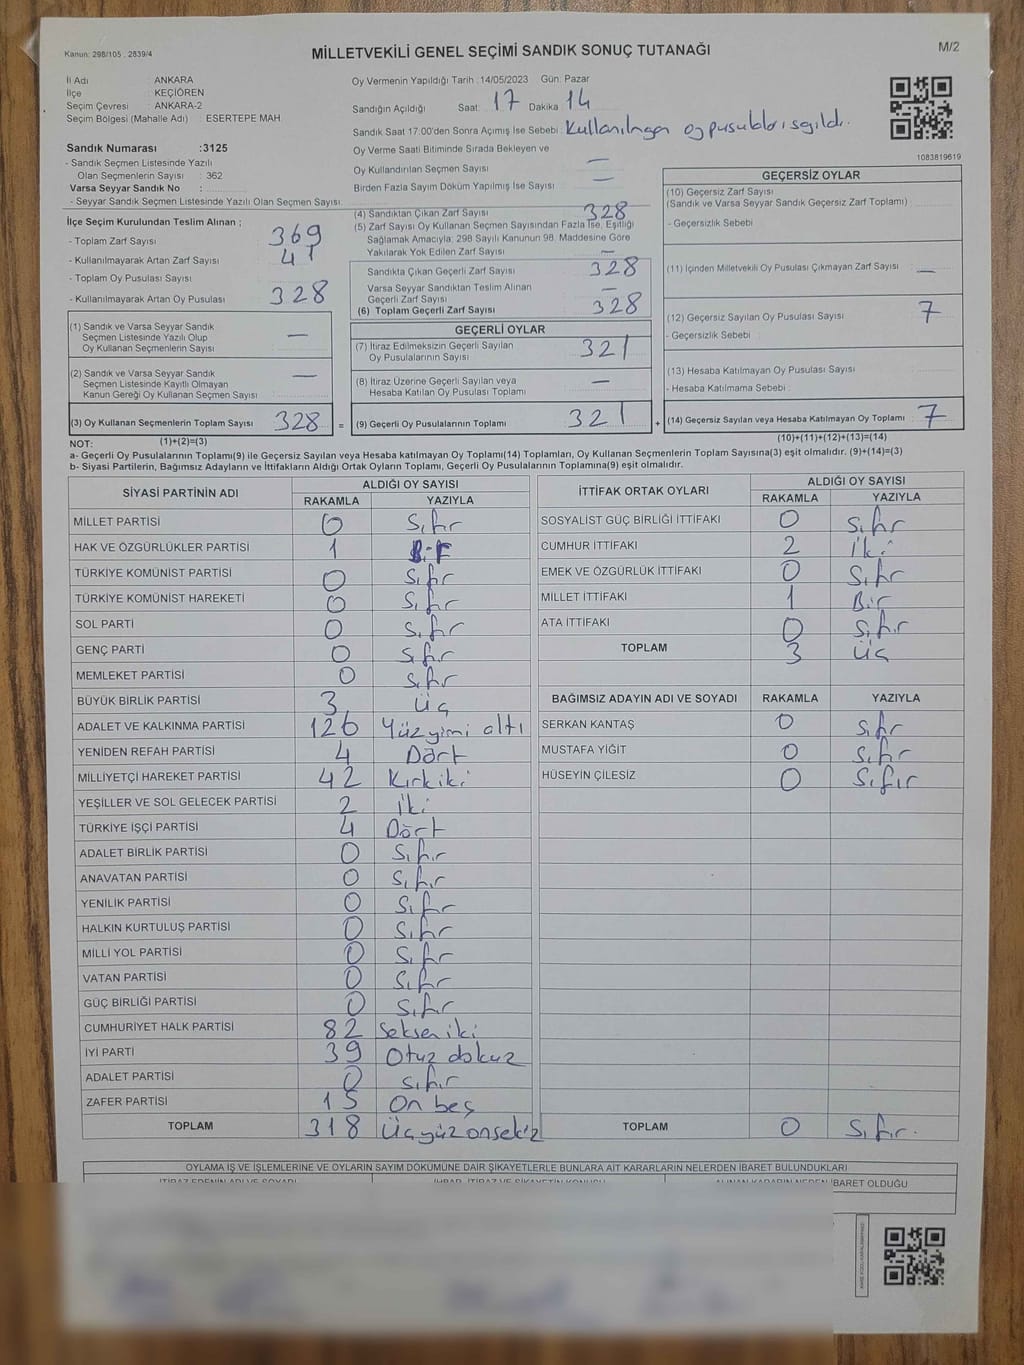 Kanun: 298/105 , 2839/4
MİLLETVEKİLİ GENEL SEÇİMİ SANDIK SONUÇ TUTANAĞI
M/2
İl Adı : ANKARA
İlçe : KEÇİÖREN
Seçim Çevresi : ANKARA-2
Seçim Bölgesi (Mahalle Adı) : ESERTEPE MAH
Sandık Numarası :3125
- Sandık Seçmen Listesinde Yazılı
Olan Seçmenlerin Sayısı : 362
Varsa Seyyar Sandık No :
- Seyyar Sandık Seçmen Listesinde Yazılı Olan Seçmen Sayısı:
Oy Vermenin Yapıldığı Tarih :14/05/2023 Gün: Pazar
Sandığın Açıldığı Saat: 17 Dakika 14
Sandık Saat 17:00'den Sonra Açımış İse Sebebi: Kullanılmayan oy pusulaları sayıldı.
Oy Verme Saati Bitiminde Sırada Bekleyen ve
Oy Kullandırılan Seçmen Sayısı —
Birden Fazla Sayım Döküm Yapılmış İse Sayısı —
1083819619
İlçe Seçim Kurulundan Teslim Alınan ;
- Toplam Zarf Sayısı 369
- Kullanılmayarak Artan Zarf Sayısı 41
- Toplam Oy Pusulası Sayısı
- Kullanılmayarak Artan Oy Pusulası 328
(1) Sandık ve Varsa Seyyar Sandık
Seçmen Listesinde Yazılı Olup
Oy Kullanan Seçmenlerin Sayısı —
(2) Sandık ve Varsa Seyyar Sandık
Seçmen Listesinde Kayıtlı Olmayan
Kanun Gereği Oy Kullanan Seçmen Sayısı —
(3) Oy Kullanan Seçmenlerin Toplam Sayısı 328 =
(4) Sandıktan Çıkan Zarf Sayısı 328
(5) Zarf Sayısı Oy Kullanan Seçmen Sayısından Fazla İse, Eşitliği
Sağlamak Amacıyla; 298 Sayılı Kanunun 98. Maddesine Göre
Yakılarak Yok Edilen Zarf Sayısı —
Sandıkta Çıkan Geçerli Zarf Sayısı 328
Varsa Seyyar Sandıktan Teslim Alınan
Geçerli Zarf Sayısı —
(6) Toplam Geçerli Zarf Sayısı 328
GEÇERLİ OYLAR
(7) İtiraz Edilmeksizin Geçerli Sayılan
Oy Pusulalarının Sayısı 321
(8) İtiraz Üzerine Geçerli Sayılan veya
Hesaba Katılan Oy Pusulası Toplamı —
(9) Geçerli Oy Pusulalarının Toplamı 321 +
GEÇERSİZ OYLAR
(10) Geçersiz Zarf Sayısı
(Sandık ve Varsa Seyyar Sandık Geçersiz Zarf Toplamı)
- Geçersizlik Sebebi
(11) İçinden Milletvekili Oy Pusulası Çıkmayan Zarf Sayısı —
(12) Geçersiz Sayılan Oy Pusulası Sayısı 7
- Geçersizlik Sebebi
(13) Hesaba Katılmayan Oy Pusulası Sayısı
- Hesaba Katılmama Sebebi
(14) Geçersiz Sayılan veya Hesaba Katılmayan Oy Toplamı 7
NOT: (1)+(2)=(3)
(10)+(11)+(12)+(13)=(14)
a- Geçerli Oy Pusulalarının Toplamı(9) ile Geçersiz Sayılan veya Hesaba katılmayan Oy Toplamı(14) Toplamları, Oy Kullanan Seçmenlerin Toplam Sayısına(3) eşit olmalıdır. (9)+(14)=(3)
b- Siyasi Partilerin, Bağımsız Adayların ve İttifakların Aldığı Ortak Oyların Toplamı, Geçerli Oy Pusulalarının Toplamına(9) eşit olmalıdır.
SİYASİ PARTİNİN ADI ALDIĞI OY SAYISI
RAKAMLA YAZIYLA
MİLLET PARTİSİ 0 Sıfır
HAK VE ÖZGÜRLÜKLER PARTİSİ 1 Bir
TÜRKİYE KOMÜNİST PARTİSİ 0 Sıfır
TÜRKİYE KOMÜNİST HAREKETİ 0 Sıfır
SOL PARTİ 0 Sıfır
GENÇ PARTİ 0 Sıfır
MEMLEKET PARTİSİ 0 Sıfır
BÜYÜK BİRLİK PARTİSİ 3 Üç
ADALET VE KALKINMA PARTİSİ 126 Yüzyimi altı
YENİDEN REFAH PARTİSİ 4 Dört
MİLLİYETÇİ HAREKET PARTİSİ 42 Kırkiki
YEŞİLLER VE SOL GELECEK PARTİSİ 2 İki
TÜRKİYE İŞÇİ PARTİSİ 4 Dört
ADALET BİRLİK PARTİSİ 0 Sıfır
ANAVATAN PARTİSİ 0 Sıfır
YENİLİK PARTİSİ 0 Sıfır
HALKIN KURTULUŞ PARTİSİ 0 Sıfır
MİLLİ YOL PARTİSİ 0 Sıfır
VATAN PARTİSİ 0 Sıfır
GÜÇ BİRLİĞİ PARTİSİ 0 Sıfır
CUMHURİYET HALK PARTİSİ 82 Seksen iki
İYİ PARTİ 39 Otuz dokuz
ADALET PARTİSİ 0 Sıfır
ZAFER PARTİSİ 15 On beş
TOPLAM 318 Üçyüzonsekiz
İTTİFAK ORTAK OYLARI ALDIĞI OY SAYISI
RAKAMLA YAZIYLA
SOSYALİST GÜÇ BİRLİĞİ İTTİFAKI 0 Sıfır
CUMHUR İTTİFAKI 2 İki
EMEK VE ÖZGÜRLÜK İTTİFAKI 0 Sıfır
MİLLET İTTİFAKI 1 Bir
ATA İTTİFAKI 0 Sıfır
TOPLAM 3 Üç
BAĞIMSIZ ADAYIN ADI VE SOYADI RAKAMLA YAZIYLA
SERKAN KANTAŞ 0 Sıfır
MUSTAFA YİĞİT 0 Sıfır
HÜSEYİN ÇİLESİZ 0 Sıfır
TOPLAM 0 Sıfır.
OYLAMA İŞ VE İŞLEMLERİNE VE OYLARIN SAYIM DÖKÜMÜNE DAİR ŞİKAYETLERLE BUNLARA AİT KARARLARIN NELERDEN İBARET BULUNDUKLARI
İTİRAZ EDENİN ADI VE SOYADI İHBAR, İTİRAZ VE ŞİKAYETİN KONUSU ALINAN KARARIN NEDEN İBARET OLDUĞU